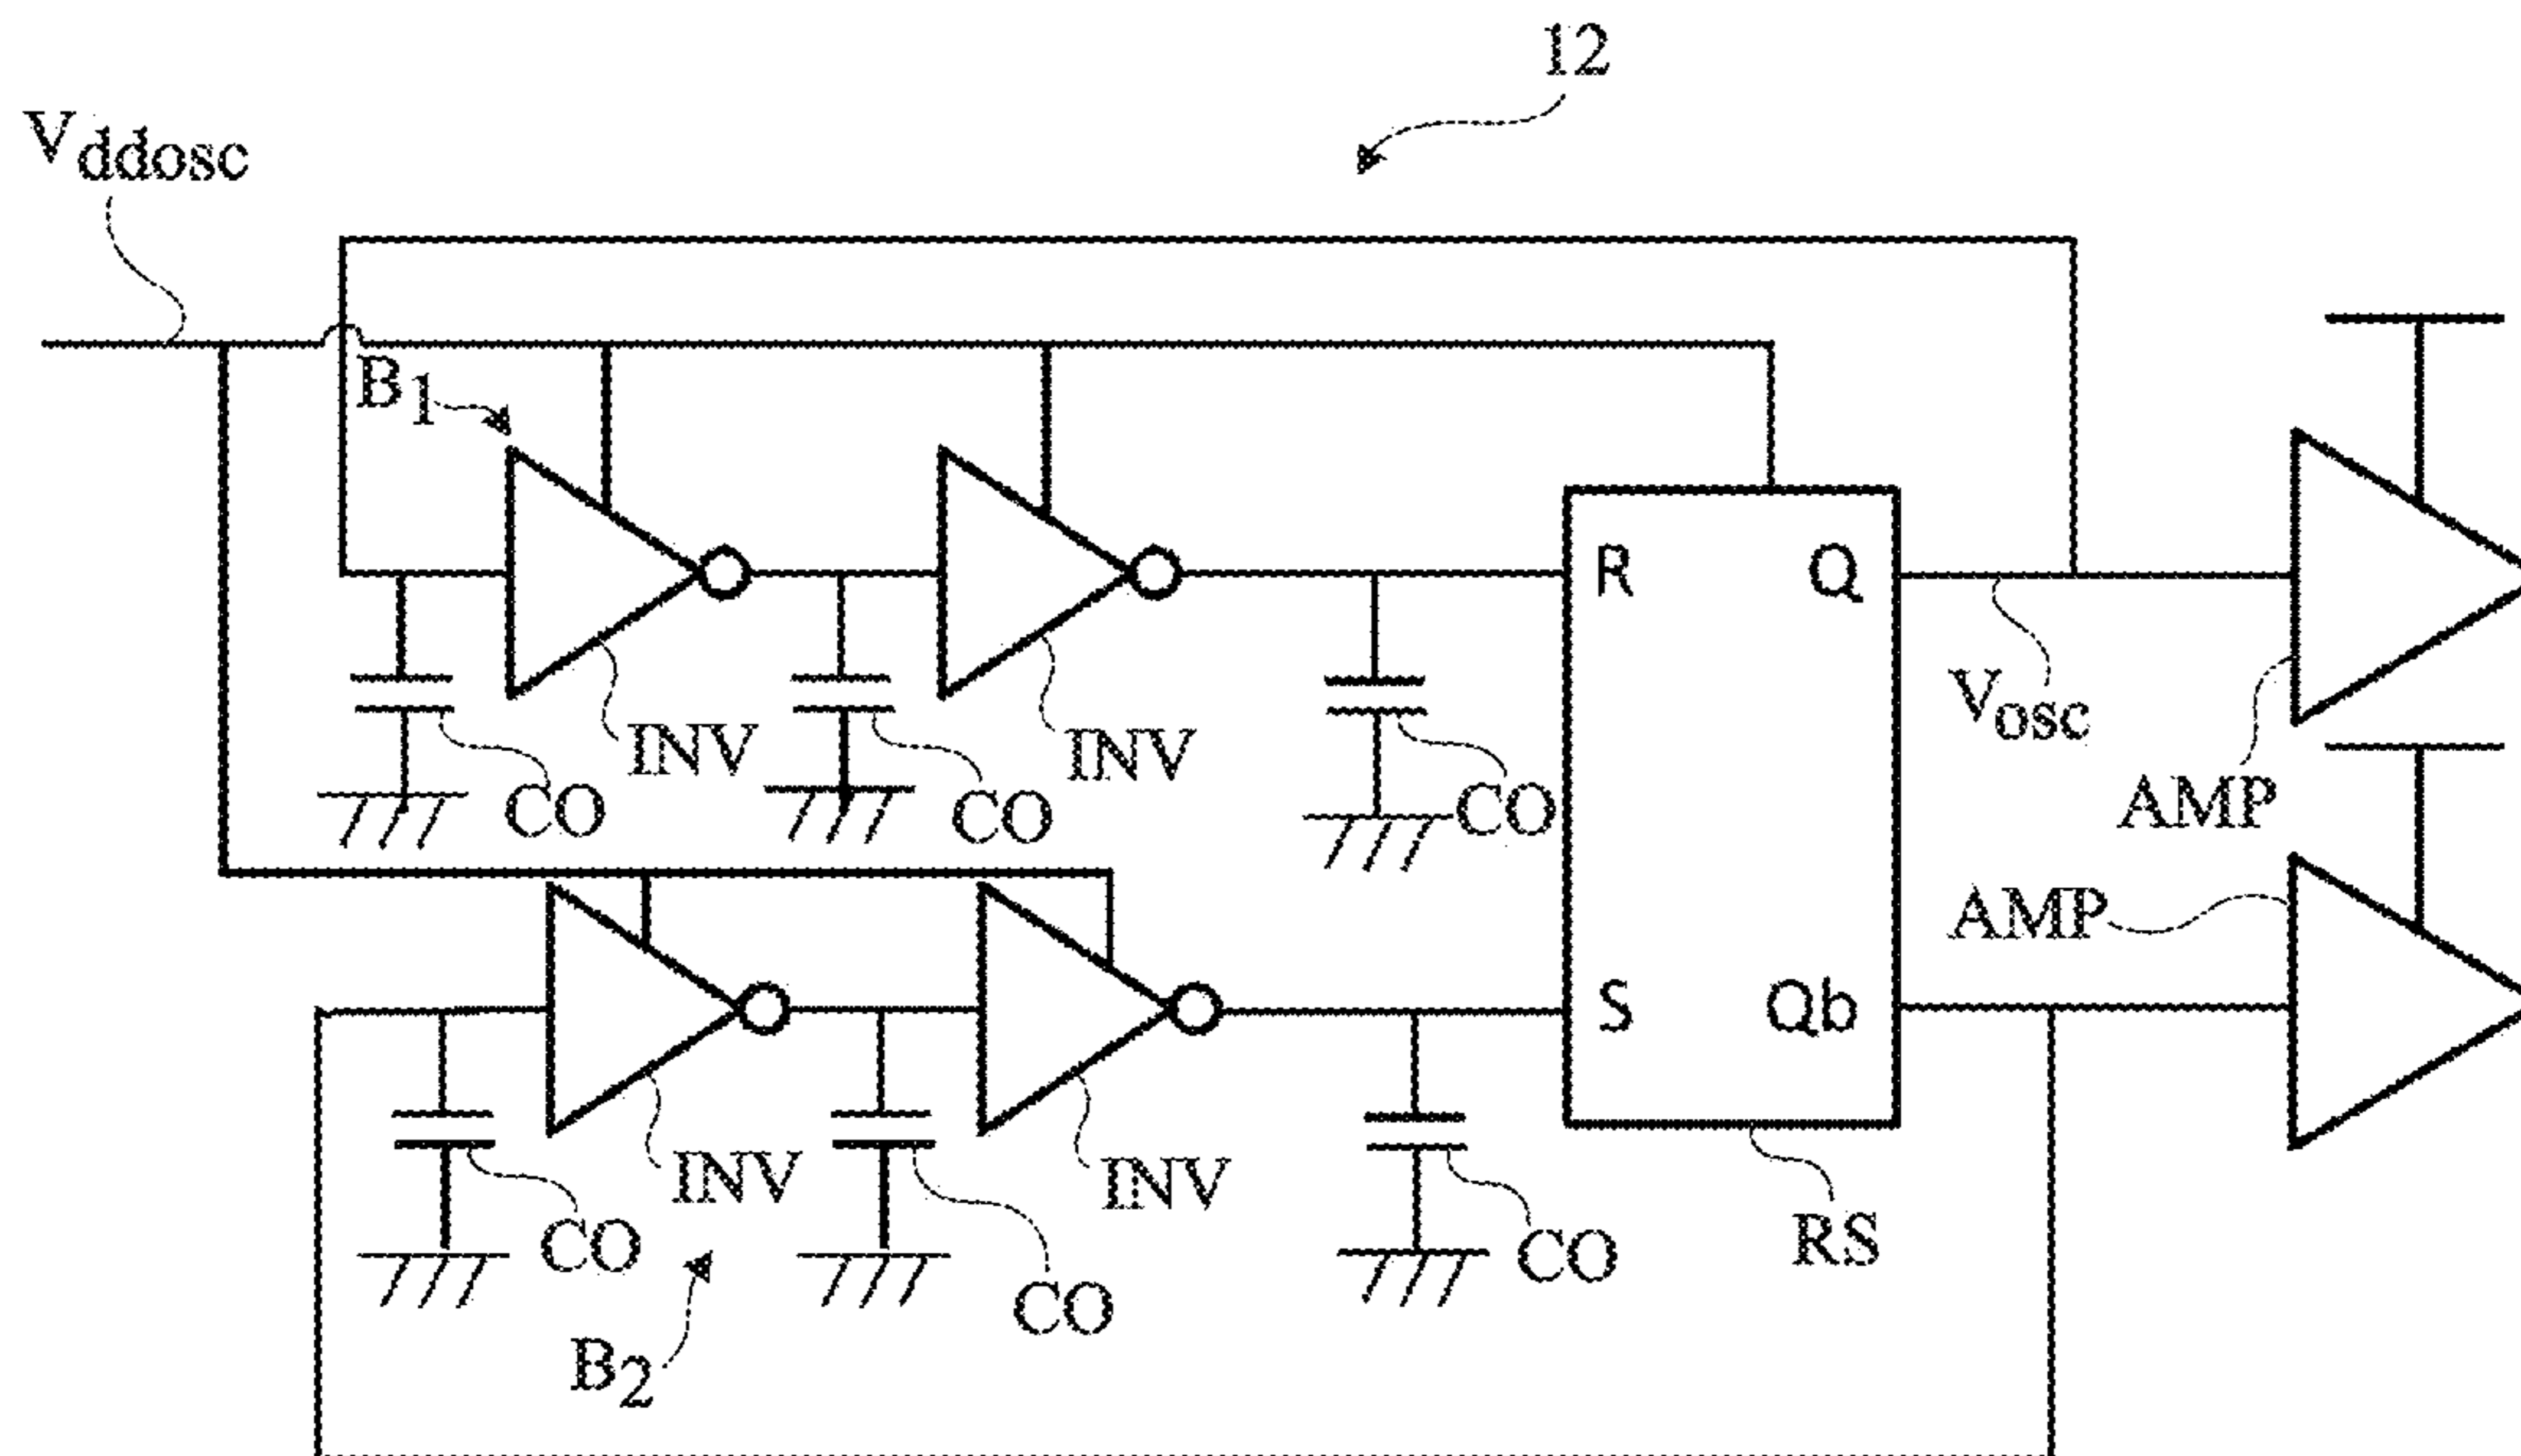 12
Vddosc
B1
R
Q
INV
INV
Vosc
CO
CO
CO
AMP
AMP
S
Qb
INV
INV
CO
CO
CO
RS
B2